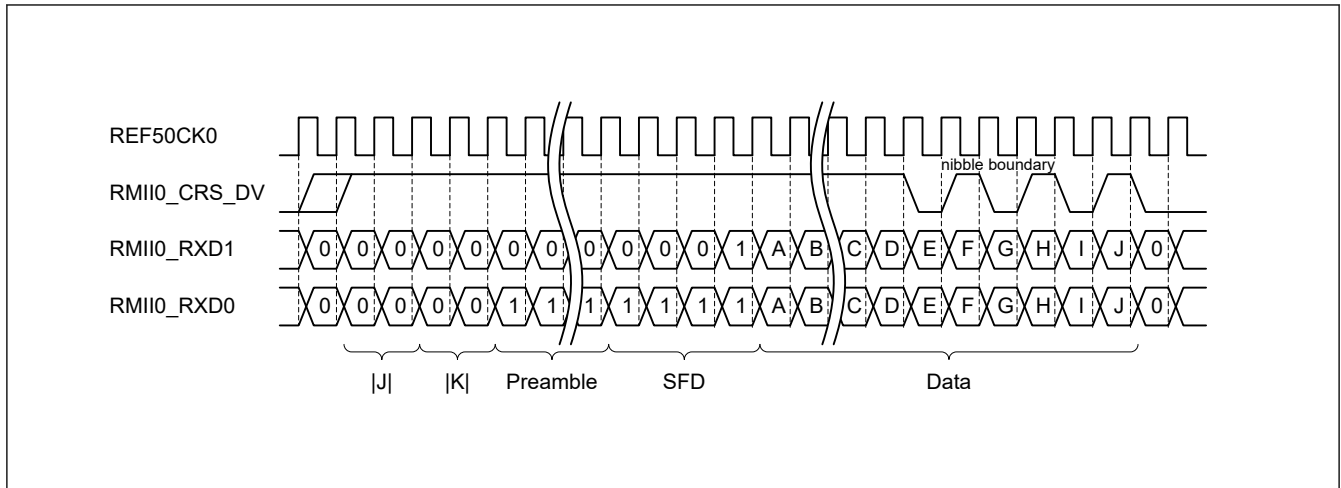 REF50CK0
nibble boundary
RMII0_CRS_DV
RMII0_RXD1 0 0 0 0 0 0 0 0 0 0 0 1 A B C D E F G H I J 0
RMII0_RXD0 0 0 0 0 0 1 1 1 1 1 1 1 A B C D E F G H I J 0
|J| |K| Preamble SFD Data